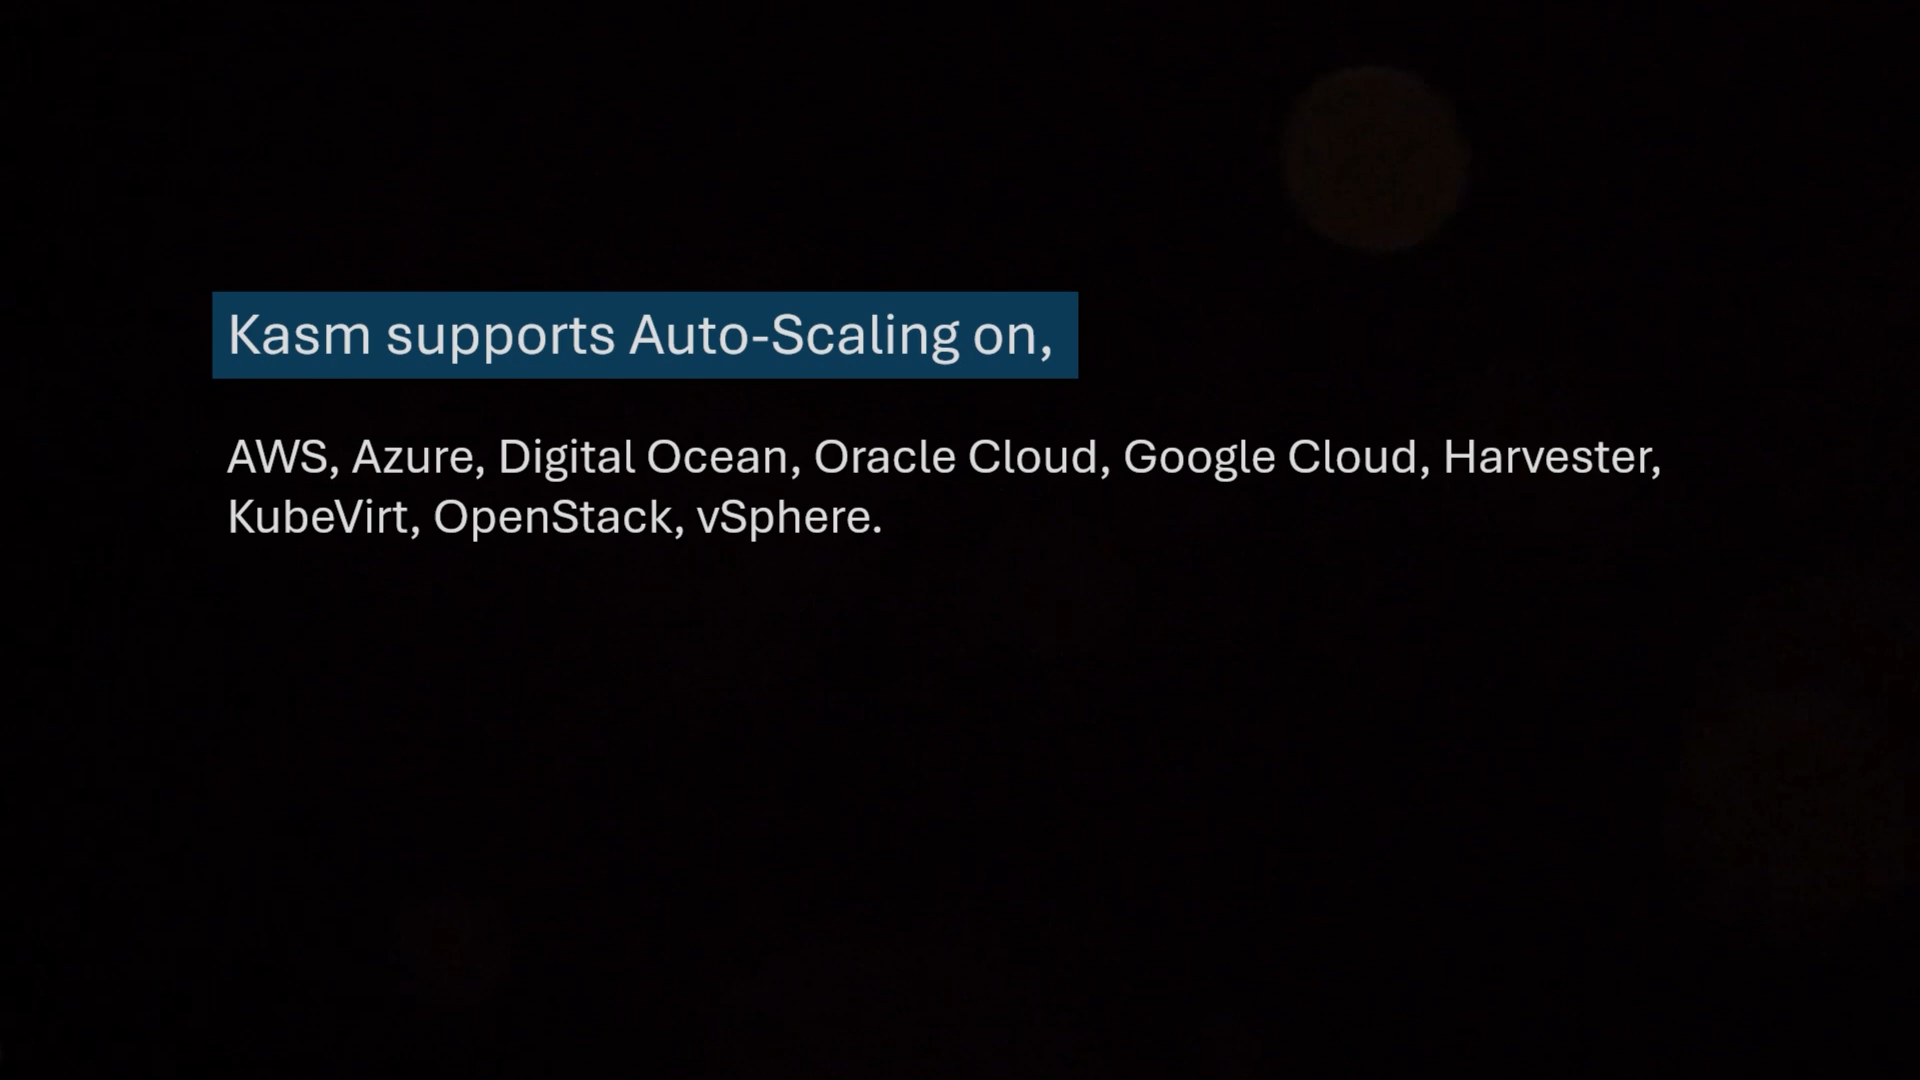 Kasm supports Auto-Scaling on,
AWS, Azure, Digital Ocean, Oracle Cloud, Google Cloud, Harvester,
KubeVirt, OpenStack, vSphere.